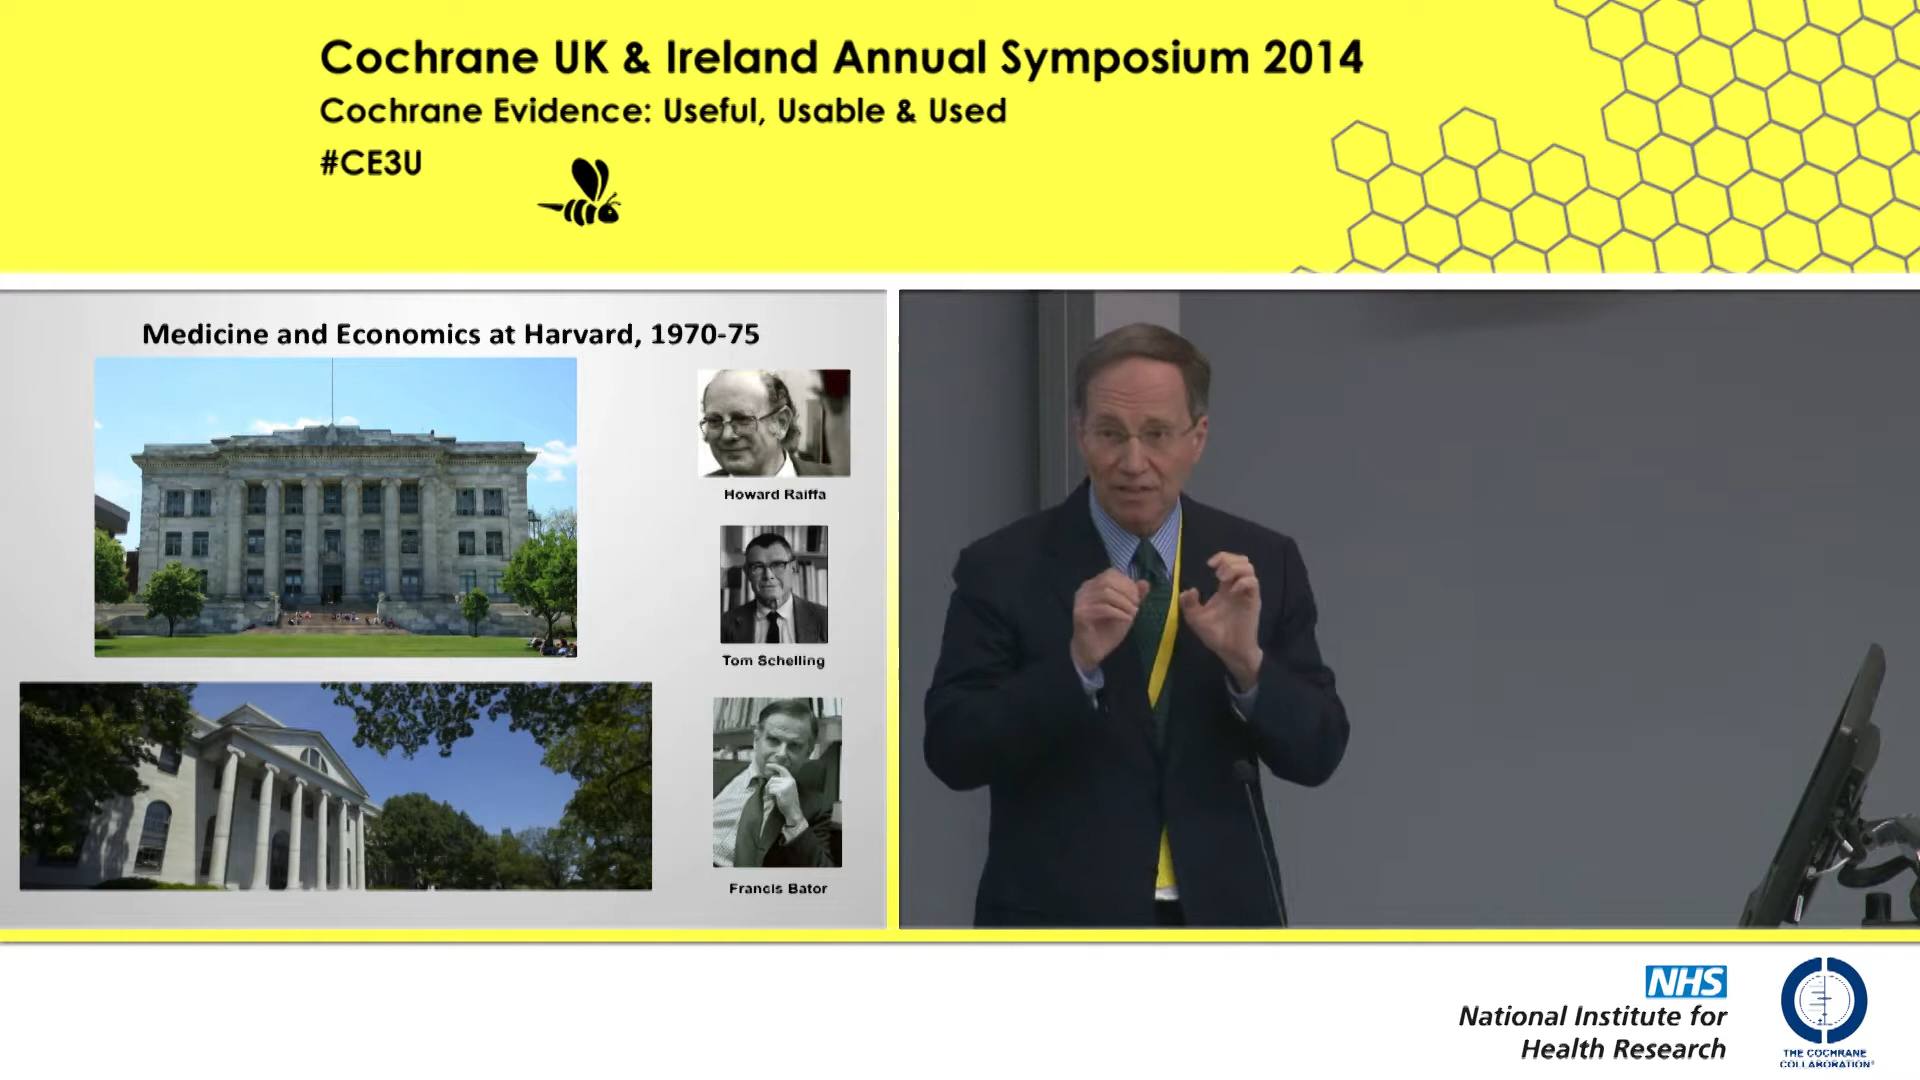 Cochrane UK & Ireland Annual Symposium 2014
Cochrane Evidence: Useful, Usable & Used
#CE3U
Medicine and Economics at Harvard, 1970-75
Howard Raiffa
Tom Schelling
Francis Bator
NHS
National Institute for
Health Research
THE COCHRANE
COLLABORATION®